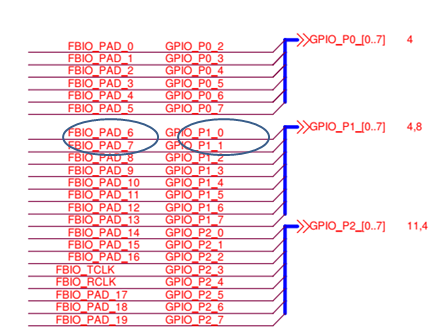 GPIO_P0_[0..7] 4
FBIO_PAD_0 GPIO_P0_2
FBIO_PAD_1 GPIO_P0_3
FBIO_PAD_2 GPIO_P0_4
FBIO_PAD_3 GPIO_P0_5
FBIO_PAD_4 GPIO_P0_6
FBIO_PAD_5 GPIO_P0_7
GPIO_P1_[0..7] 4,8
FBIO_PAD_6 GPIO_P1_0
FBIO_PAD_7 GPIO_P1_1
FBIO_PAD_8 GPIO_P1_2
FBIO_PAD_9 GPIO_P1_3
FBIO_PAD_10 GPIO_P1_4
FBIO_PAD_11 GPIO_P1_5
FBIO_PAD_12 GPIO_P1_6
FBIO_PAD_13 GPIO_P1_7
GPIO_P2_[0..7] 11,4
FBIO_PAD_14 GPIO_P2_0
FBIO_PAD_15 GPIO_P2_1
FBIO_PAD_16 GPIO_P2_2
FBIO_TCLK GPIO_P2_3
FBIO_RCLK GPIO_P2_4
FBIO_PAD_17 GPIO_P2_5
FBIO_PAD_18 GPIO_P2_6
FBIO_PAD_19 GPIO_P2_7